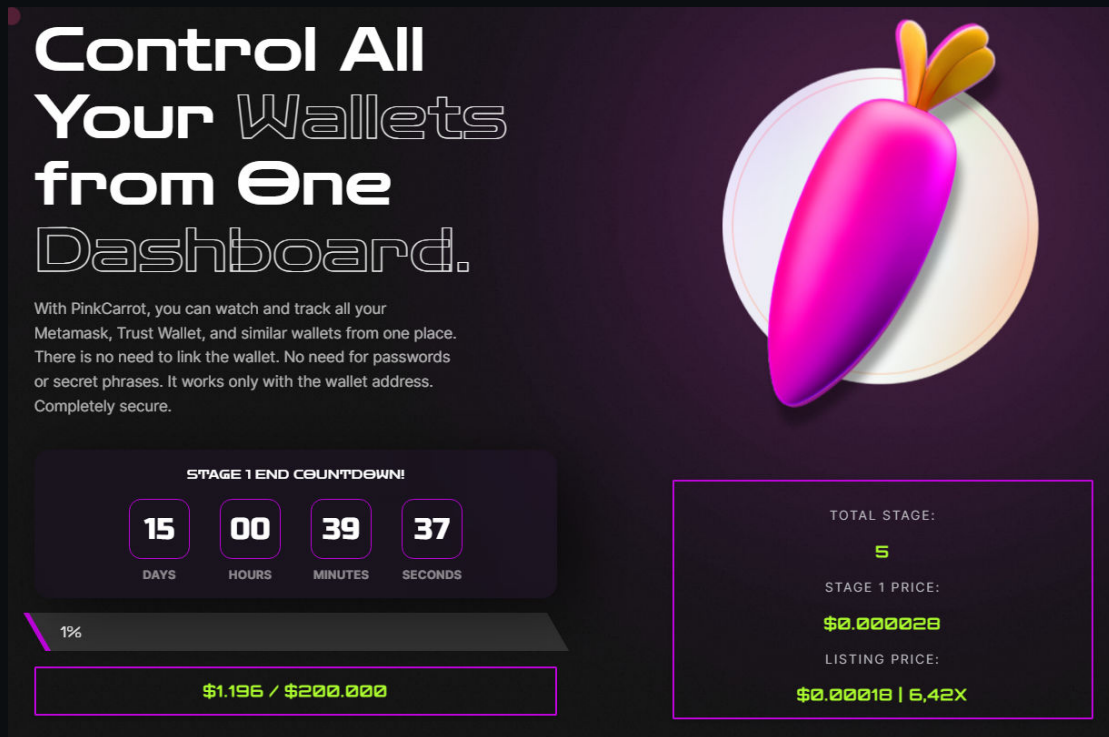 Control All
Your Wallets
from One
Dashboard.
With PinkCarrot, you can watch and track all your
Metamask, Trust Wallet, and similar wallets from one place.
There is no need to link the wallet. No need for passwords
or secret phrases. It works only with the wallet address.
Completely secure.
STAGE 1 END COUNTDOWN!
15 00 39 37
DAYS HOURS MINUTES SECONDS
1%
$1.196 / $200.000
TOTAL STAGE:
5
STAGE 1 PRICE:
$0.000028
LISTING PRICE:
$0.00018 | 6,42X